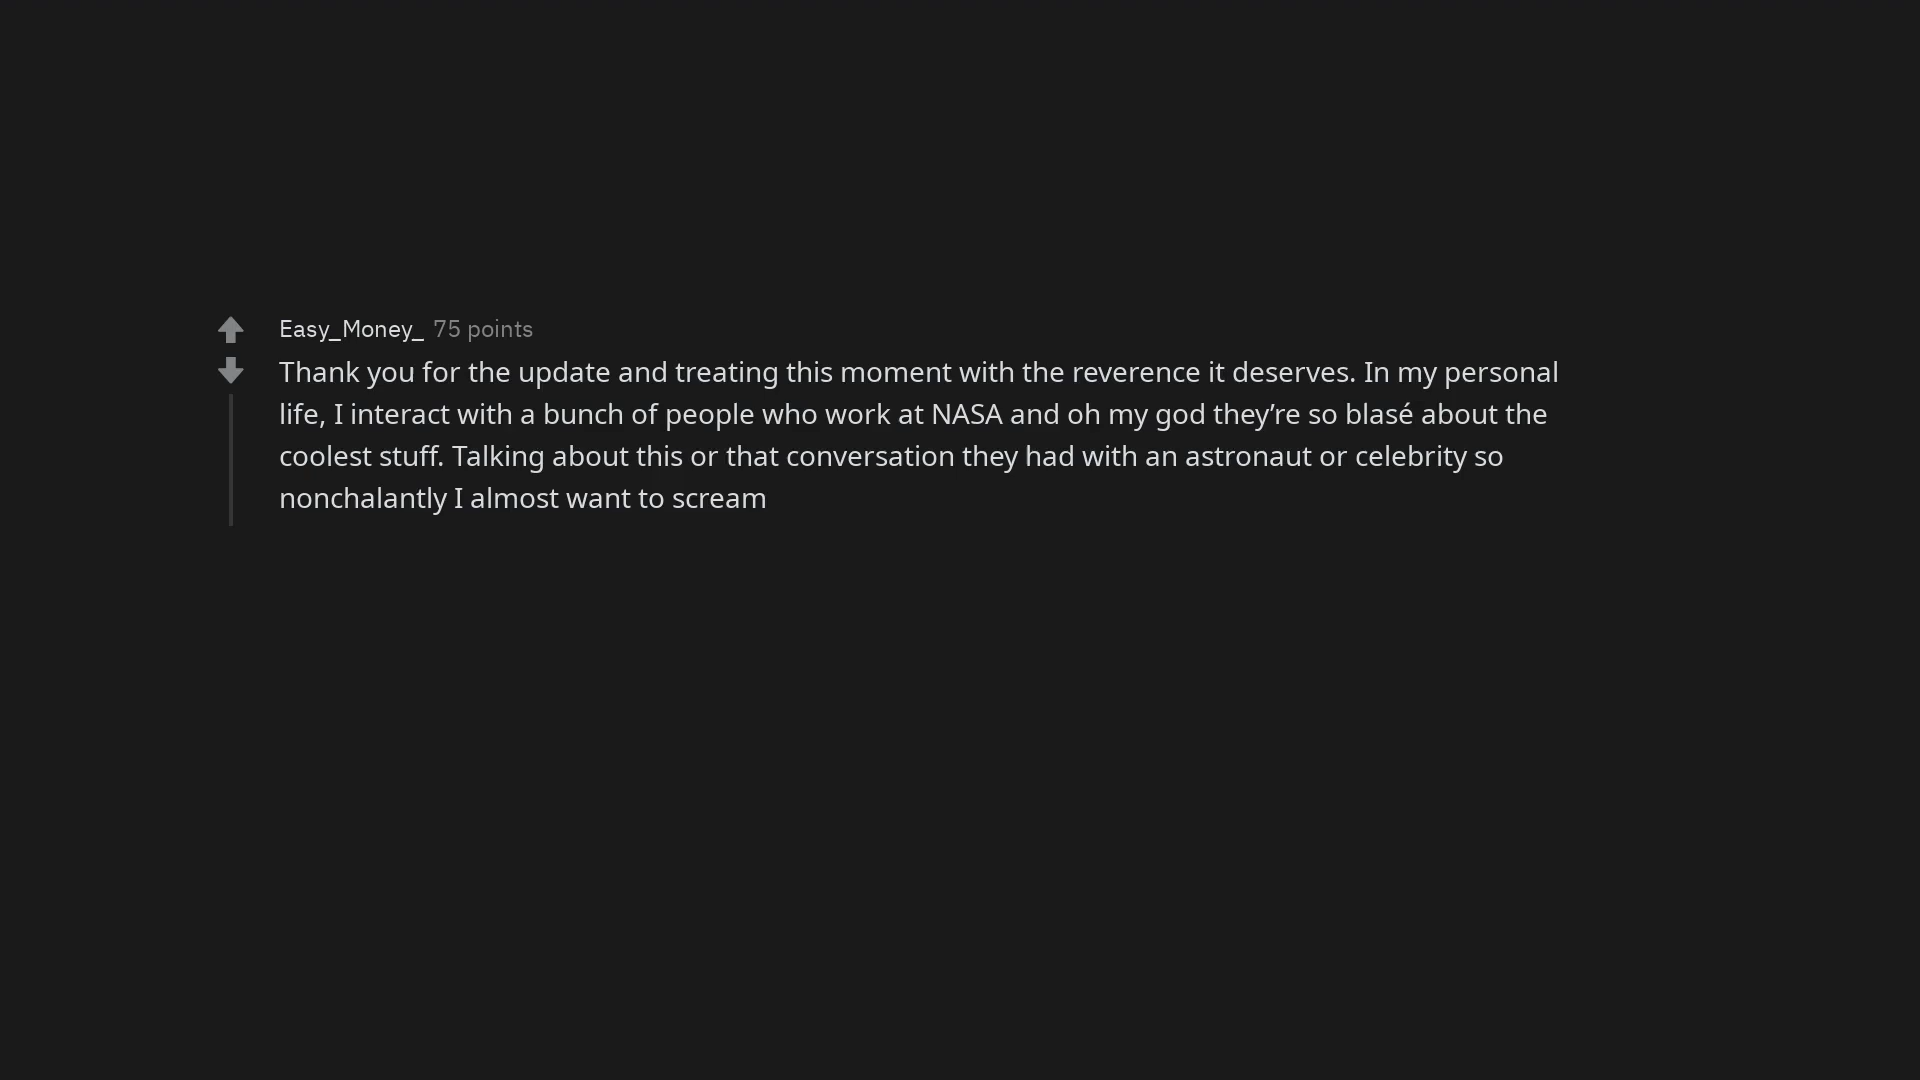 Easy_Money_ 75 points
Thank you for the update and treating this moment with the reverence it deserves. In my personal
life, I interact with a bunch of people who work at NASA and oh my god they’re so blasé about the
coolest stuff. Talking about this or that conversation they had with an astronaut or celebrity so
nonchalantly I almost want to scream